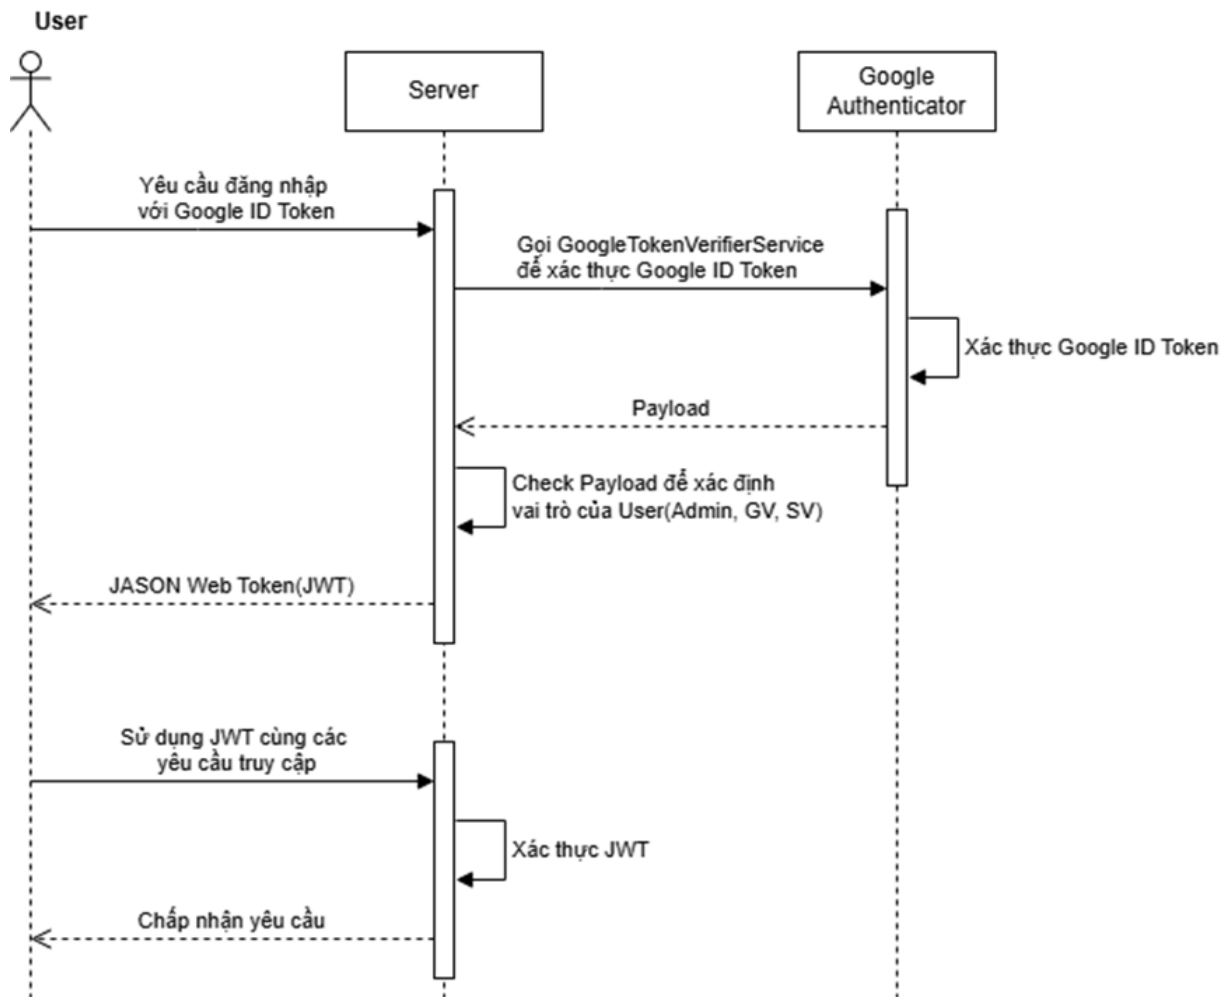 User
Server
Google
Authenticator
Yêu cầu đăng nhập
với Google ID Token
Gọi GoogleTokenVerifierService
để xác thực Google ID Token
Xác thực Google ID Token
Payload
Check Payload để xác định
vai trò của User(Admin, GV, SV)
JASON Web Token(JWT)
Sử dụng JWT cùng các
yêu cầu truy cập
Xác thực JWT
Chấp nhận yêu cầu